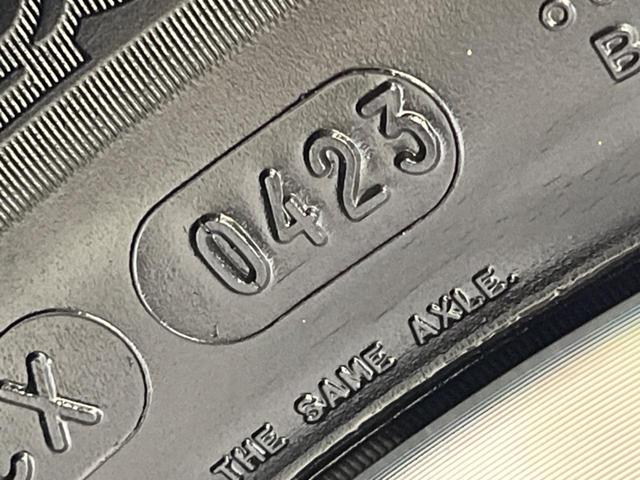 0423
THE SAME AXLE.
X
B